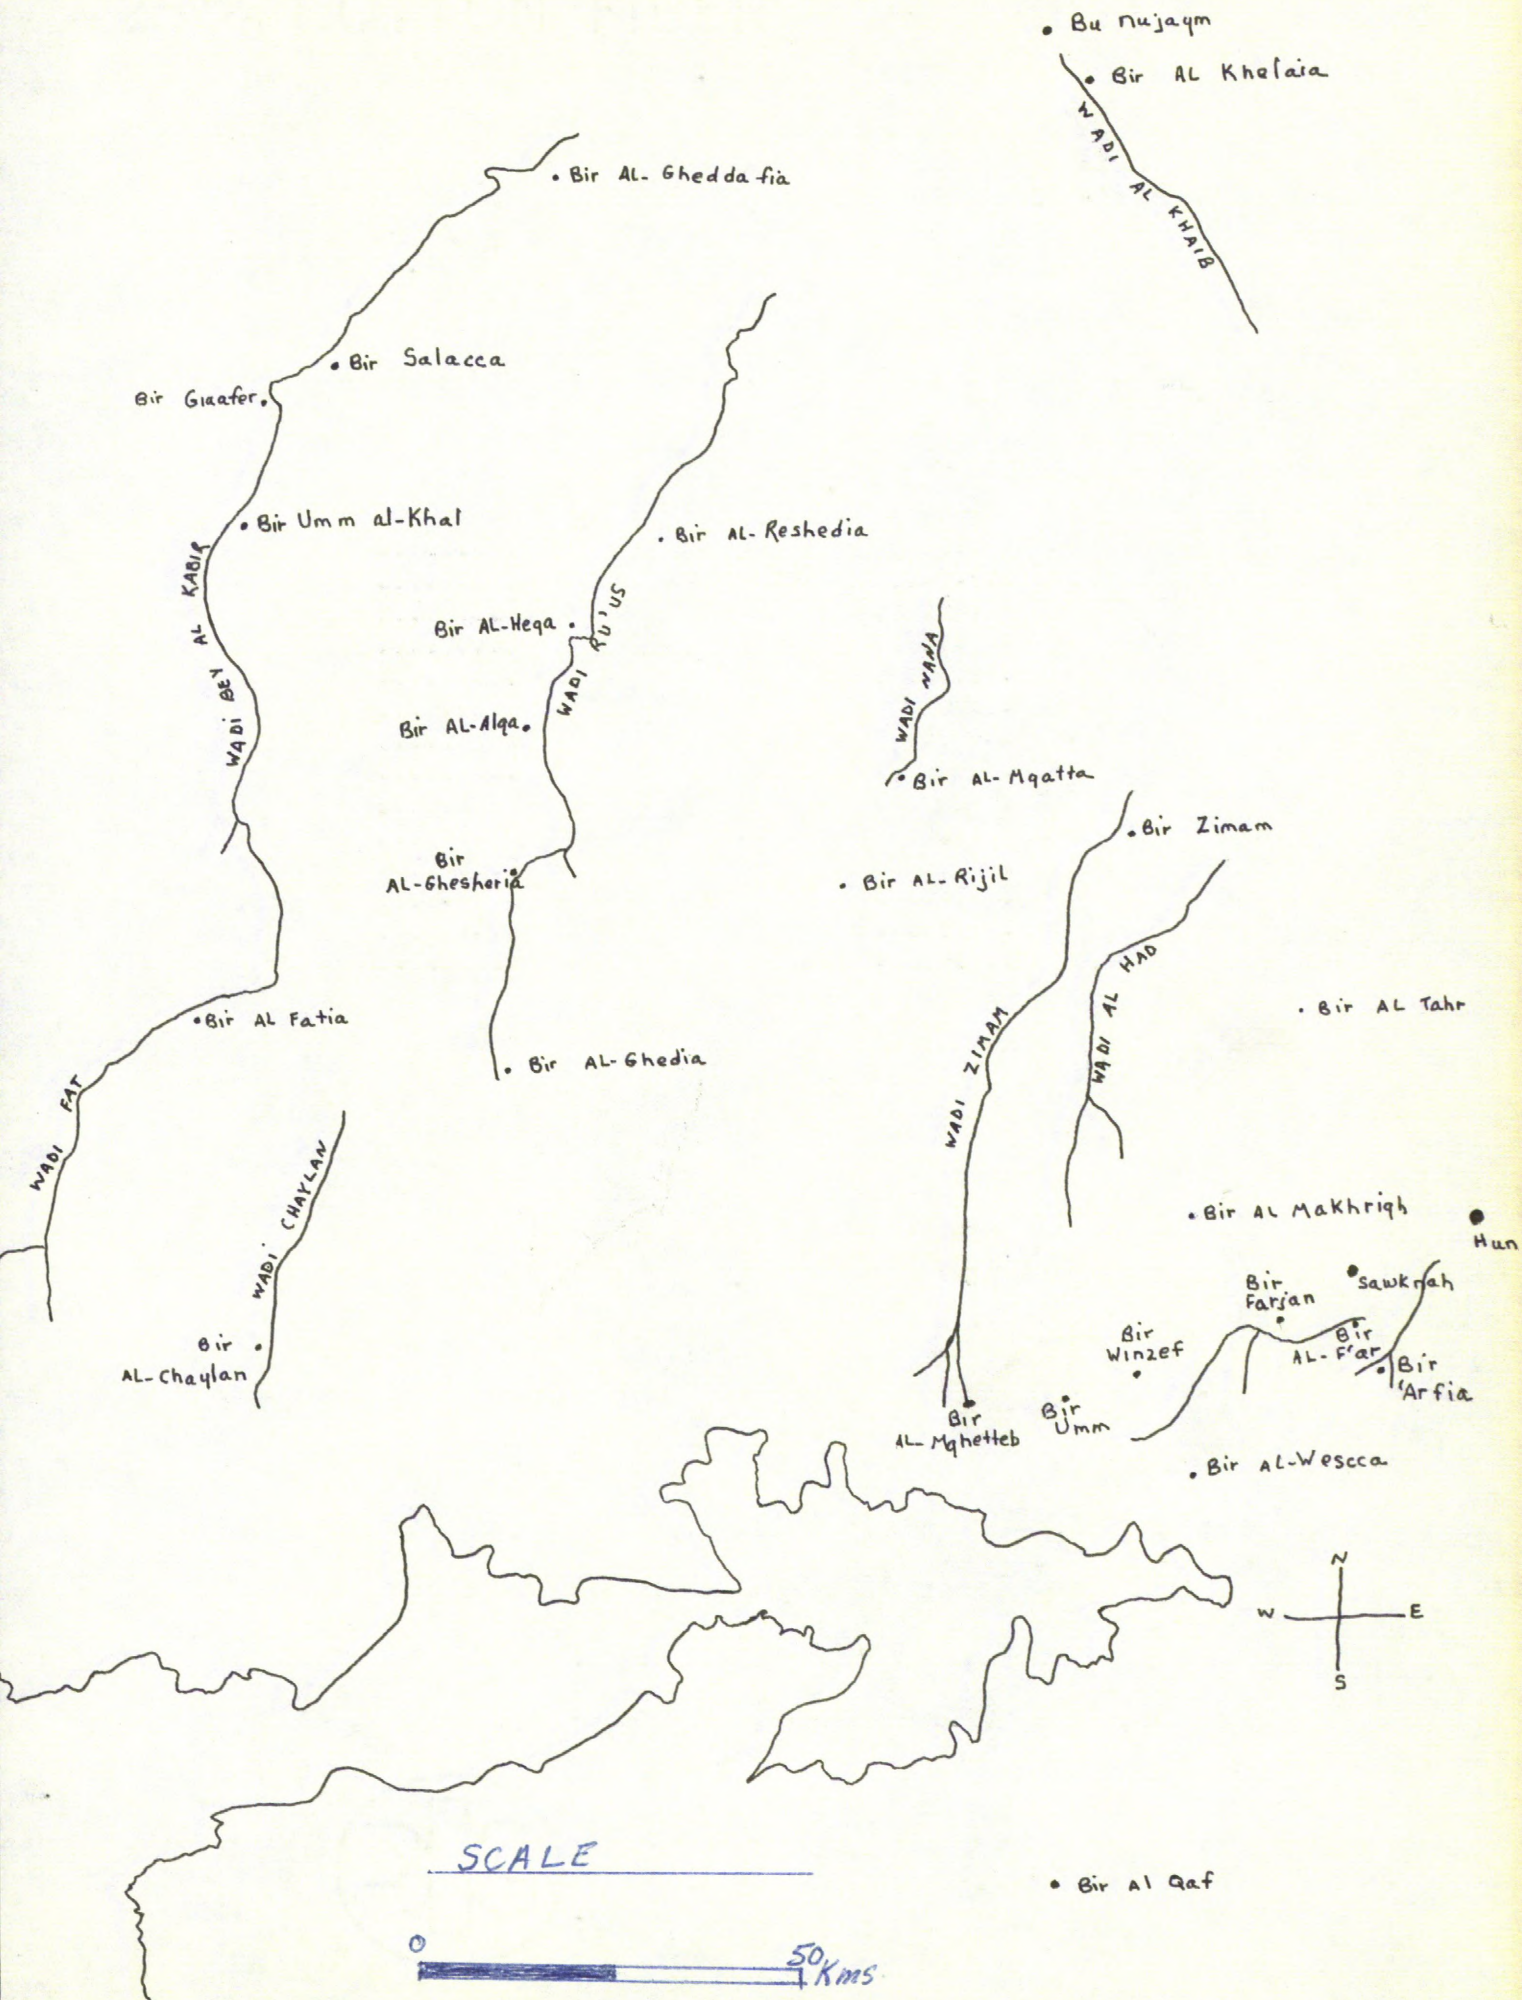 Bu Nujaym
Bir AL Khelaia
WADI AL KHAIB
Bir AL-Gheddafia
Bir Salacca
Bir Giaafer
Bir Umm al-Khal
Bir AL-Reshedia
WADI BEY AL KABIR
Bir AL-Heqa
WADI RU'US
WADI NANA
Bir AL-Alqa
Bir AL-Mqatta
Bir Zimam
Bir
AL-Ghesheria
Bir AL-Rijil
WADI AL HAD
Bir AL Fatia
Bir AL Tahr
WADI ZIMAM
Bir AL-Ghedia
WADI FAT
WADI CHAYLAN
Bir AL Makhrigh
Hun
Sawknah
Bir
Farjan
Bir
Winzef
Bir
AL-F'ar
Bir
'Arfia
Bir
AL-Chaylan
Bir
AL-Mghetteb
Bir
Umm
Bir AL-Wescca
N
W E
S
SCALE
Bir Al Qaf
0 50 Kms